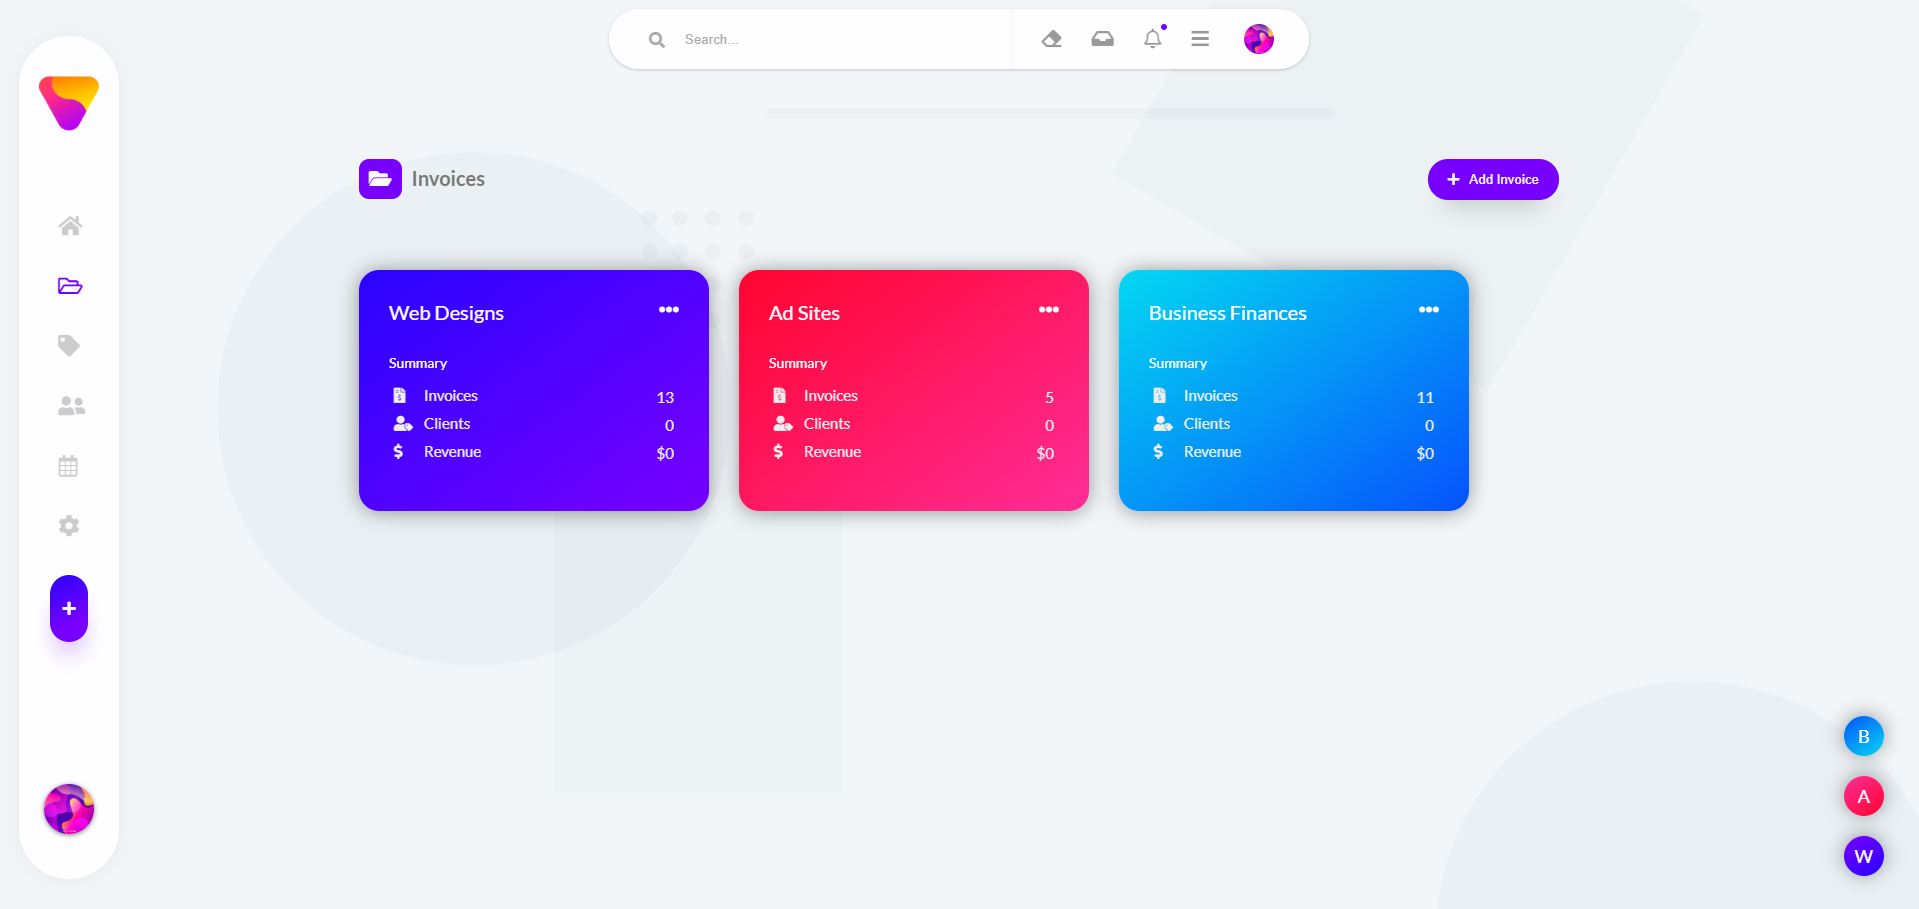 Search...
Invoices
Add Invoice
Web Designs
Summary
Invoices 13
Clients 0
Revenue $0
Ad Sites
Summary
Invoices 5
Clients 0
Revenue $0
Business Finances
Summary
Invoices 11
Clients 0
Revenue $0
B
A
W